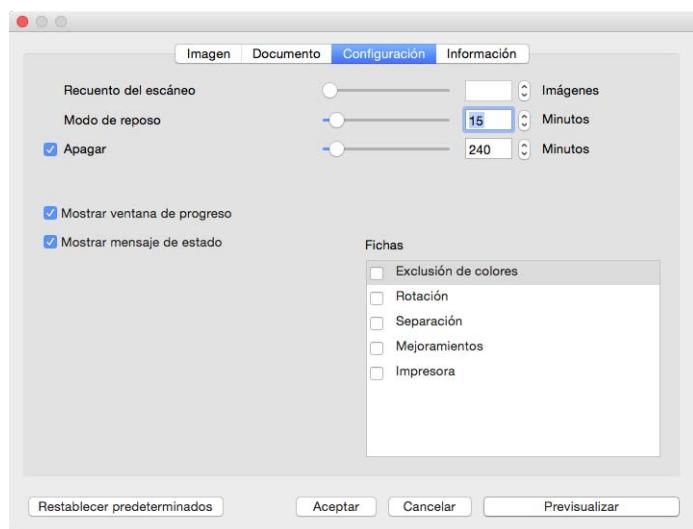 Imagen Documento Configuración Información
Recuento del escáneo Imágenes
Modo de reposo 15 Minutos
Apagar 240 Minutos
Mostrar ventana de progreso
Mostrar mensaje de estado
Fichas
Exclusión de colores
Rotación
Separación
Mejoramientos
Impresora
Restablecer predeterminados Aceptar Cancelar Previsualizar